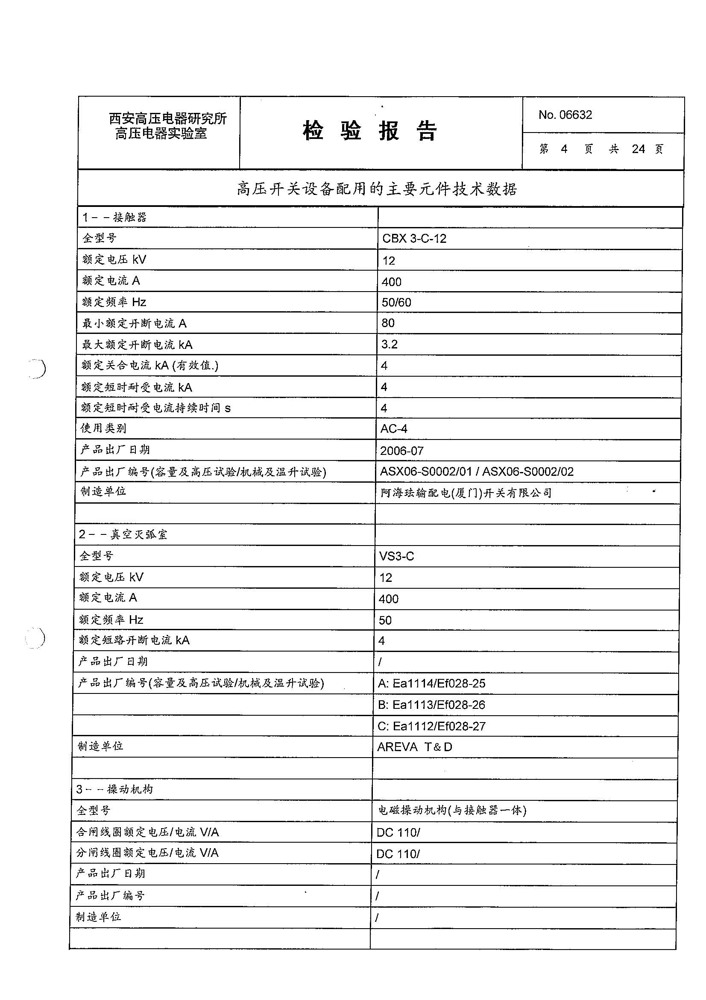 西安高压电器研究所
高压电器实验室
检 验 报 告
No. 06632
第 4 页 共 24 页
高压开关设备配用的主要元件技术数据
1－－接触器
全型号 CBX 3-C-12
额定电压 kV 12
额定电流 A 400
额定频率 Hz 50/60
最小额定开断电流 A 80
最大额定开断电流 kA 3.2
额定关合电流 kA (有效值.) 4
额定短时耐受电流 kA 4
额定短时耐受电流持续时间 s 4
使用类别 AC-4
产品出厂日期 2006-07
产品出厂编号(容量及高压试验/机械及温升试验) ASX06-S0002/01 / ASX06-S0002/02
制造单位 阿海珐输配电(厦门)开关有限公司
2－－真空灭弧室
全型号 VS3-C
额定电压 kV 12
额定电流 A 400
额定频率 Hz 50
额定短路开断电流 kA 4
产品出厂日期 /
产品出厂编号(容量及高压试验/机械及温升试验) A: Ea1114/Ef028-25
B: Ea1113/Ef028-26
C: Ea1112/Ef028-27
制造单位 AREVA T&D
3－－操动机构
全型号 电磁操动机构(与接触器一体)
合闸线圈额定电压/电流 V/A DC 110/
分闸线圈额定电压/电流 V/A DC 110/
产品出厂日期 /
产品出厂编号 /
制造单位 /